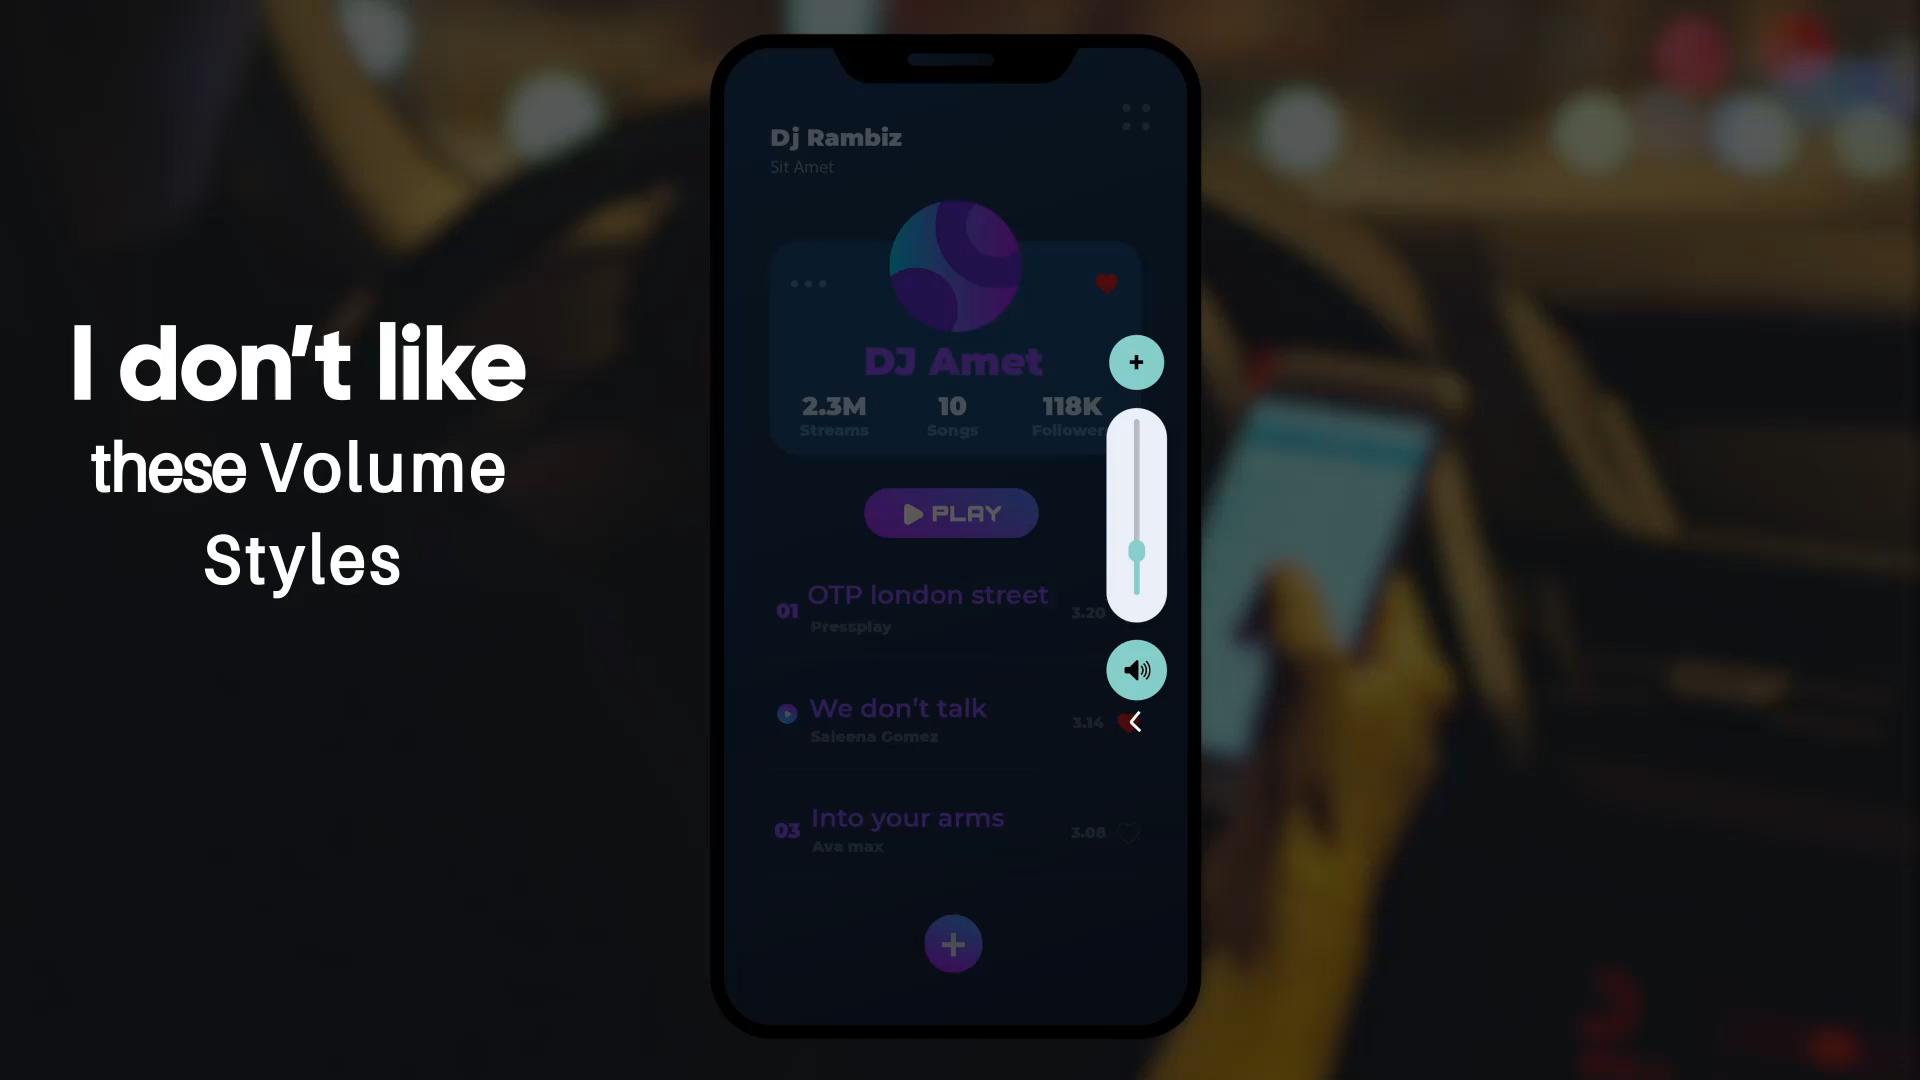 I don't like
these Volume
Styles
Dj Rambiz
Sit Amet
DJ Amet
2.3M 10 118K
Streams Songs Follower
PLAY
01 OTP london street 3.20
Pressplay
We don't talk 3.14
Saleena Gomez
03 Into your arms 3.08
Ava max